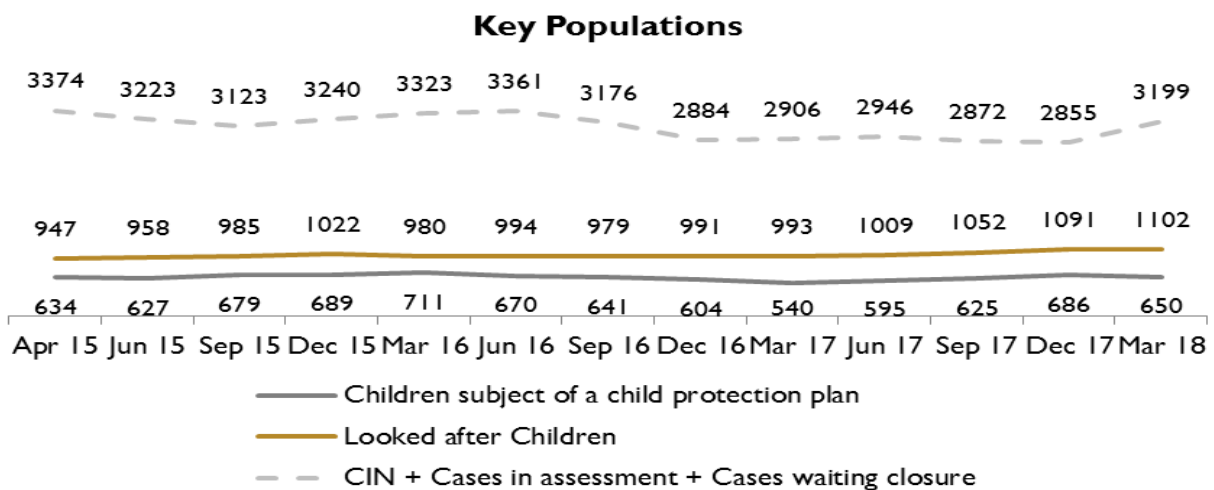 Key Populations
3374 3223 3123 3240 3323 3361 3176 2884 2906 2946 2872 2855 3199
947 958 985 1022 980 994 979 991 993 1009 1052 1091 1102
634 627 679 689 711 670 641 604 540 595 625 686 650
Apr 15 Jun 15 Sep 15 Dec 15 Mar 16 Jun 16 Sep 16 Dec 16 Mar 17 Jun 17 Sep 17 Dec 17 Mar 18
Children subject of a child protection plan
Looked after Children
CIN + Cases in assessment + Cases waiting closure